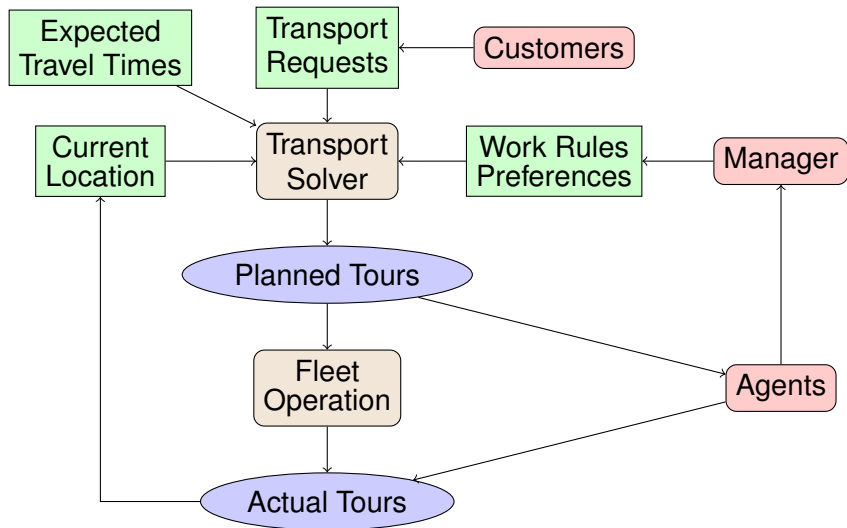 Expected
Travel Times
Transport
Requests
Customers
Current
Location
Transport
Solver
Work Rules
Preferences
Manager
Planned Tours
Fleet
Operation
Agents
Actual Tours